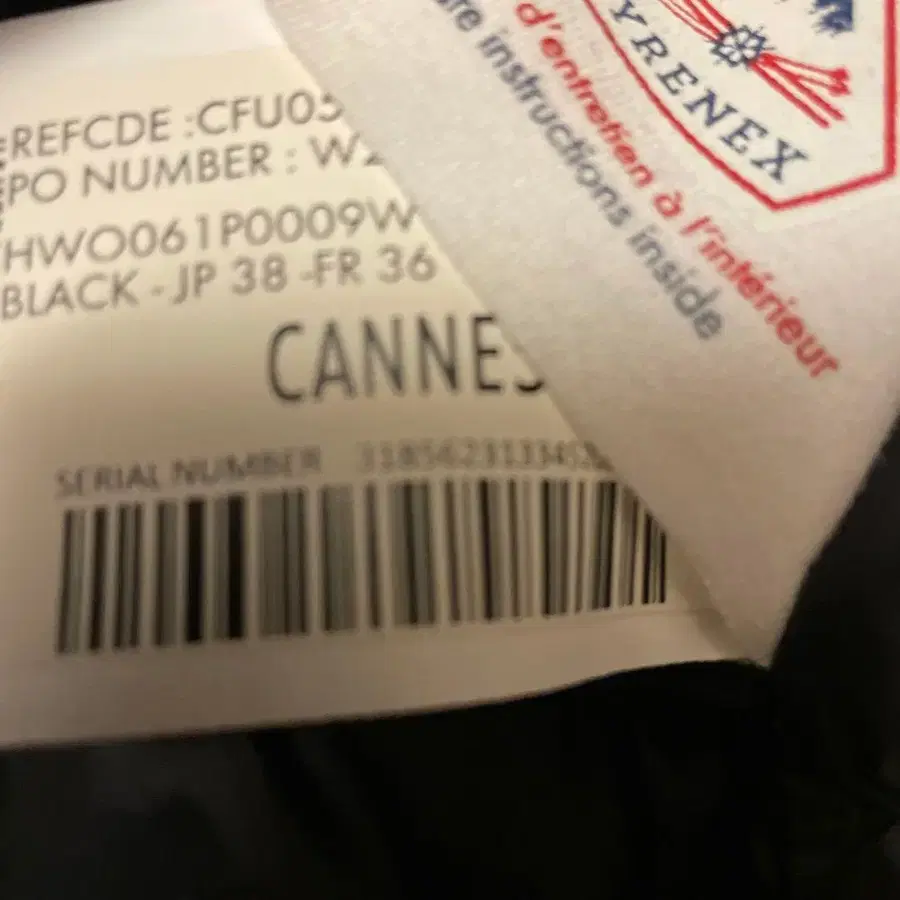 REFCDE :CFU05
PO NUMBER : W2
HWO061P0009W
BLACK - JP 38 -FR 36
CANNES
SERIAL NUMBER
YRENEX
d'entretien à l'intérieur
re instructions inside